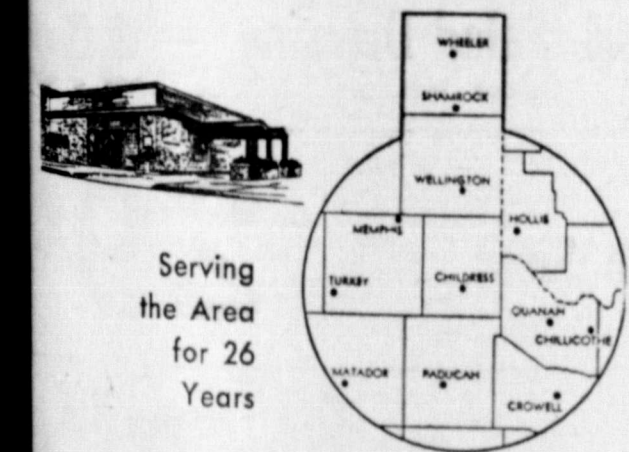 Serving
the Area
for 26
Years
WHEELER
SHAMROCK
WELLINGTON
MEMPHIS
HOLLIS
TURKEY
CHILDRESS
QUANAH
CHILLICOTHE
MATADOR
PADUCAH
CROWELL